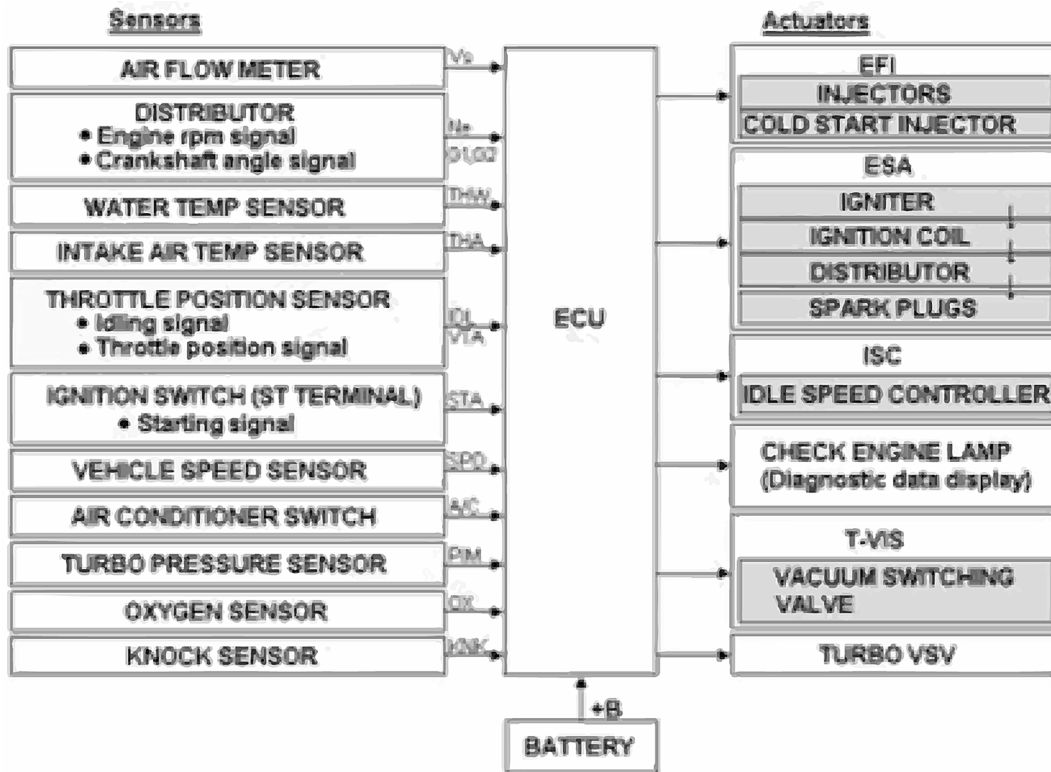 Sensors
Actuators
AIR FLOW METER
Vs
DISTRIBUTOR
• Engine rpm signal
• Crankshaft angle signal
Ne
G1,G2
WATER TEMP SENSOR
THW
INTAKE AIR TEMP SENSOR
THA
THROTTLE POSITION SENSOR
• Idling signal
• Throttle position signal
IDL
VTA
IGNITION SWITCH (ST TERMINAL)
• Starting signal
STA
VEHICLE SPEED SENSOR
SPD
AIR CONDITIONER SWITCH
A/C
TURBO PRESSURE SENSOR
PIM
OXYGEN SENSOR
OX
KNOCK SENSOR
KNK
ECU
+B
BATTERY
EFI
INJECTORS
COLD START INJECTOR
ESA
IGNITER
IGNITION COIL
DISTRIBUTOR
SPARK PLUGS
ISC
IDLE SPEED CONTROLLER
CHECK ENGINE LAMP
(Diagnostic data display)
T-VIS
VACUUM SWITCHING
VALVE
TURBO VSV